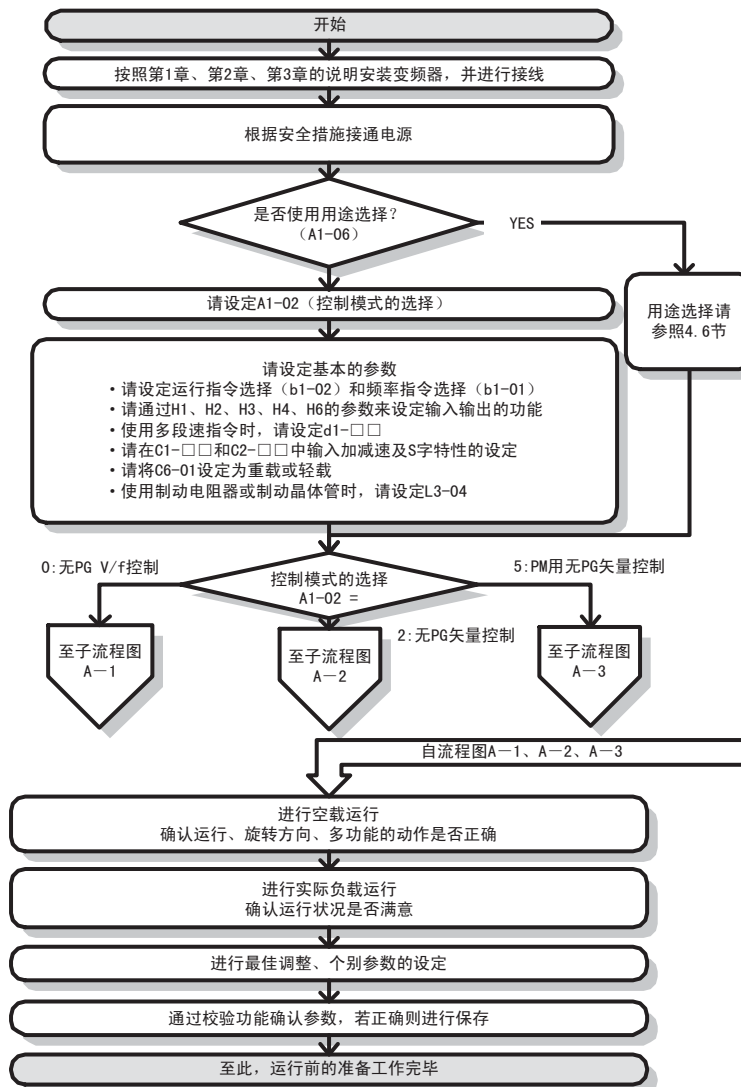 开始
按照第1章、第2章、第3章的说明安装变频器，并进行接线
根据安全措施接通电源
是否使用用途选择？
（A1-06）
YES
请设定A1-02（控制模式的选择）
用途选择请
参照4.6节
请设定基本的参数
・请设定运行指令选择（b1-02）和频率指令选择（b1-01）
・请通过H1、H2、H3、H4、H6的参数来设定输入输出的功能
・使用多段速指令时，请设定d1-□□
・请在C1-□□和C2-□□中输入加减速及S字特性的设定
・请将C6-01设定为重载或轻载
・使用制动电阻器或制动晶体管时，请设定L3-04
0:无PG V/f控制
控制模式的选择
A1-02 =
5:PM用无PG矢量控制
2:无PG矢量控制
至子流程图
A－1
至子流程图
A－2
至子流程图
A－3
自流程图A－1、A－2、A－3
进行空载运行
确认运行、旋转方向、多功能的动作是否正确
进行实际负载运行
确认运行状况是否满意
进行最佳调整、个别参数的设定
通过校验功能确认参数，若正确则进行保存
至此，运行前的准备工作完毕